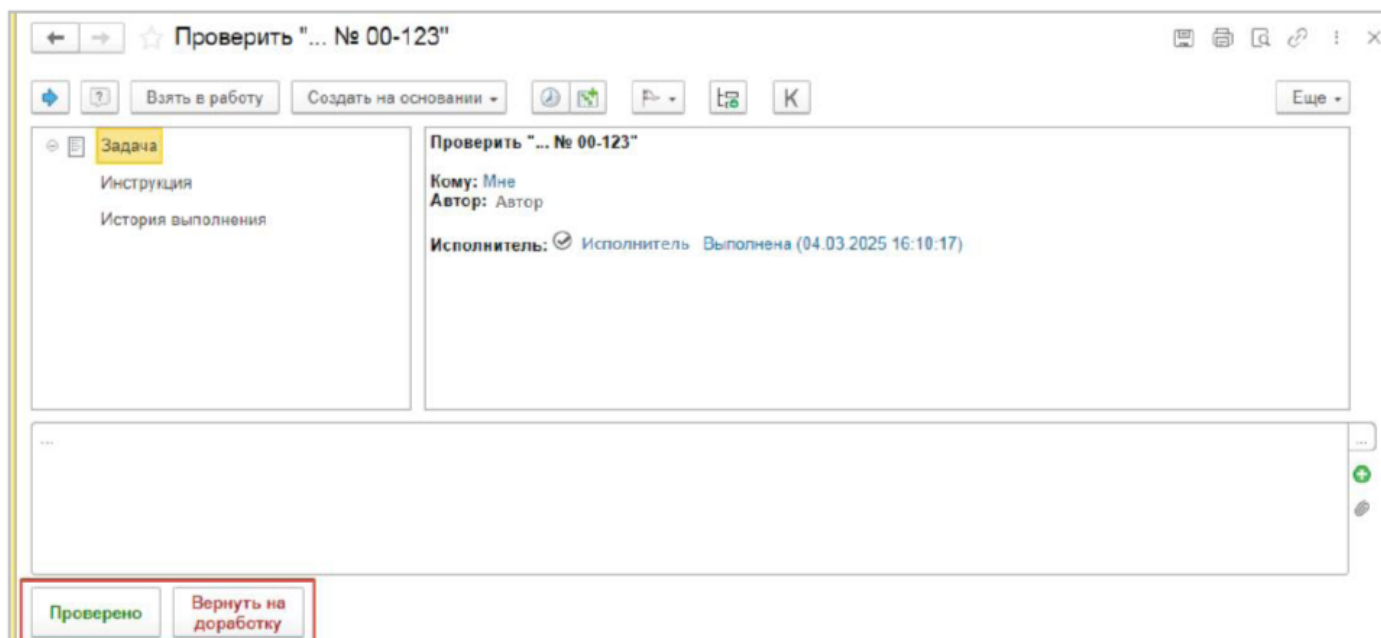 Проверить "... № 00-123"
Взять в работу
Создать на основании
К
Еще
Задача
Инструкция
История выполнения
Проверить "... № 00-123"
Кому: Мне
Автор: Автор
Исполнитель: Исполнитель Выполнена (04.03.2025 16:10:17)
...
...
Проверено
Вернуть на
доработку